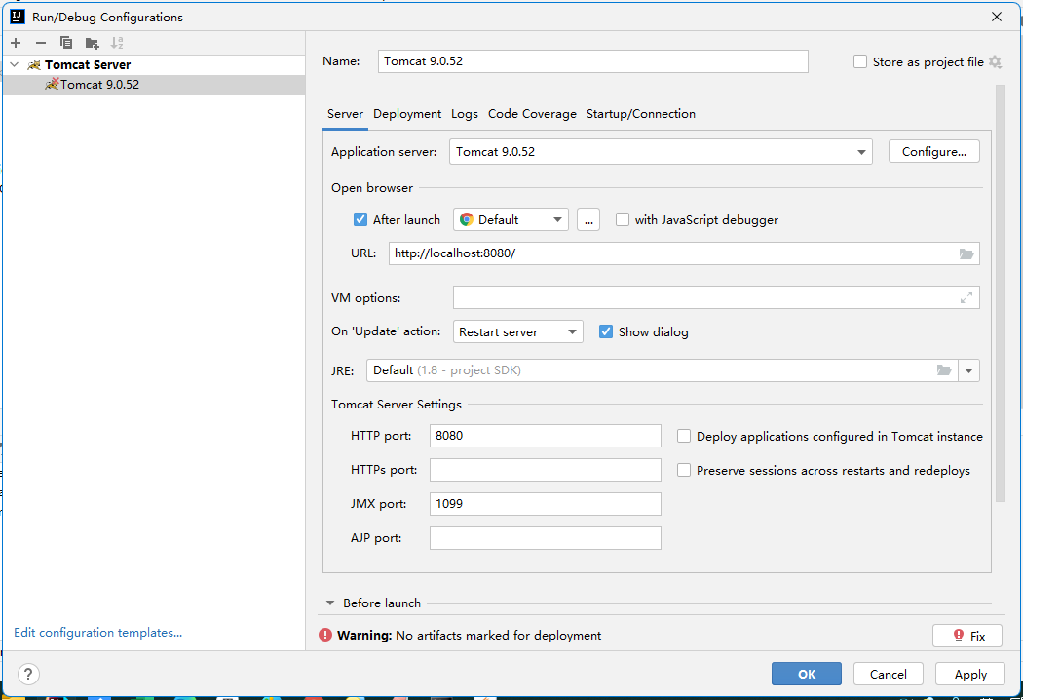 Run/Debug Configurations
Tomcat Server
Tomcat 9.0.52
Edit configuration templates...
Name: Tomcat 9.0.52
Store as project file
Server Deployment Logs Code Coverage Startup/Connection
Application server: Tomcat 9.0.52 Configure...
Open browser
After launch Default ... with JavaScript debugger
URL: http://localhost:8080/
VM options:
On 'Update' action: Restart server Show dialog
JRE: Default (1.8 - project SDK)
Tomcat Server Settings
HTTP port: 8080 Deploy applications configured in Tomcat instance
HTTPs port: Preserve sessions across restarts and redeploys
JMX port: 1099
AJP port:
Before launch
Warning: No artifacts marked for deployment Fix
? OK Cancel Apply